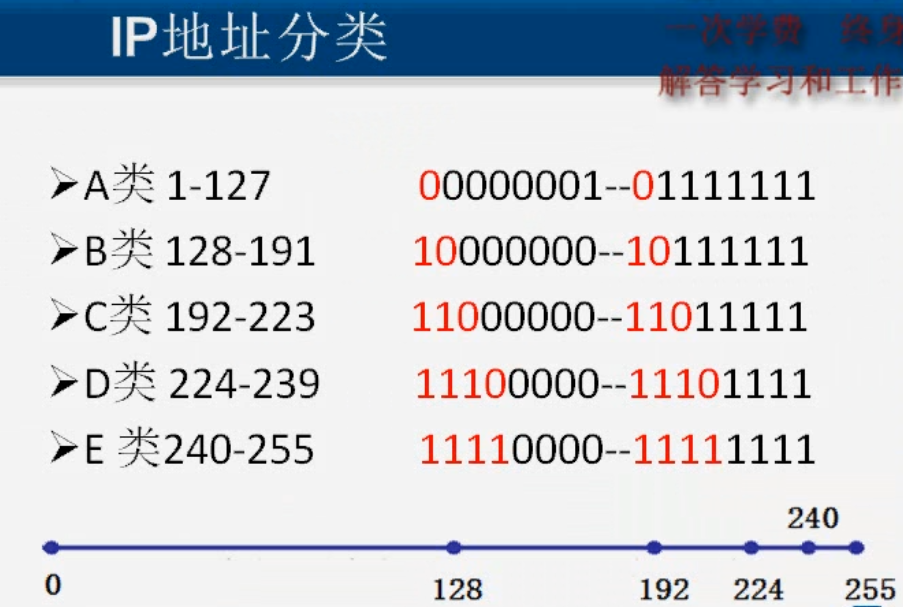 IP地址分类
一次学费 终身
解答学习和工作
➢A类 1-127 00000001--01111111
➢B类 128-191 10000000--10111111
➢C类 192-223 11000000--11011111
➢D类 224-239 11100000--11101111
➢E 类240-255 11110000--11111111
240
0 128 192 224 255